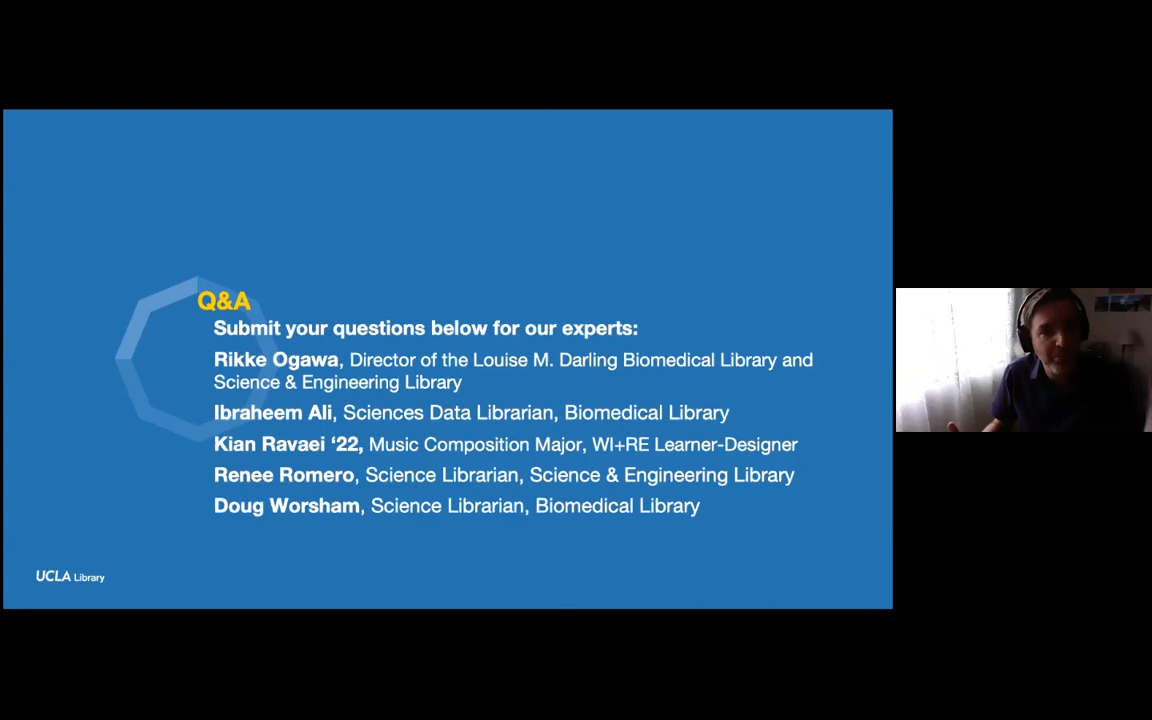 Q&A
Submit your questions below for our experts:
Rikke Ogawa, Director of the Louise M. Darling Biomedical Library and
Science & Engineering Library
Ibraheem Ali, Sciences Data Librarian, Biomedical Library
Kian Ravaei ‘22, Music Composition Major, WI+RE Learner-Designer
Renee Romero, Science Librarian, Science & Engineering Library
Doug Worsham, Science Librarian, Biomedical Library
UCLA Library